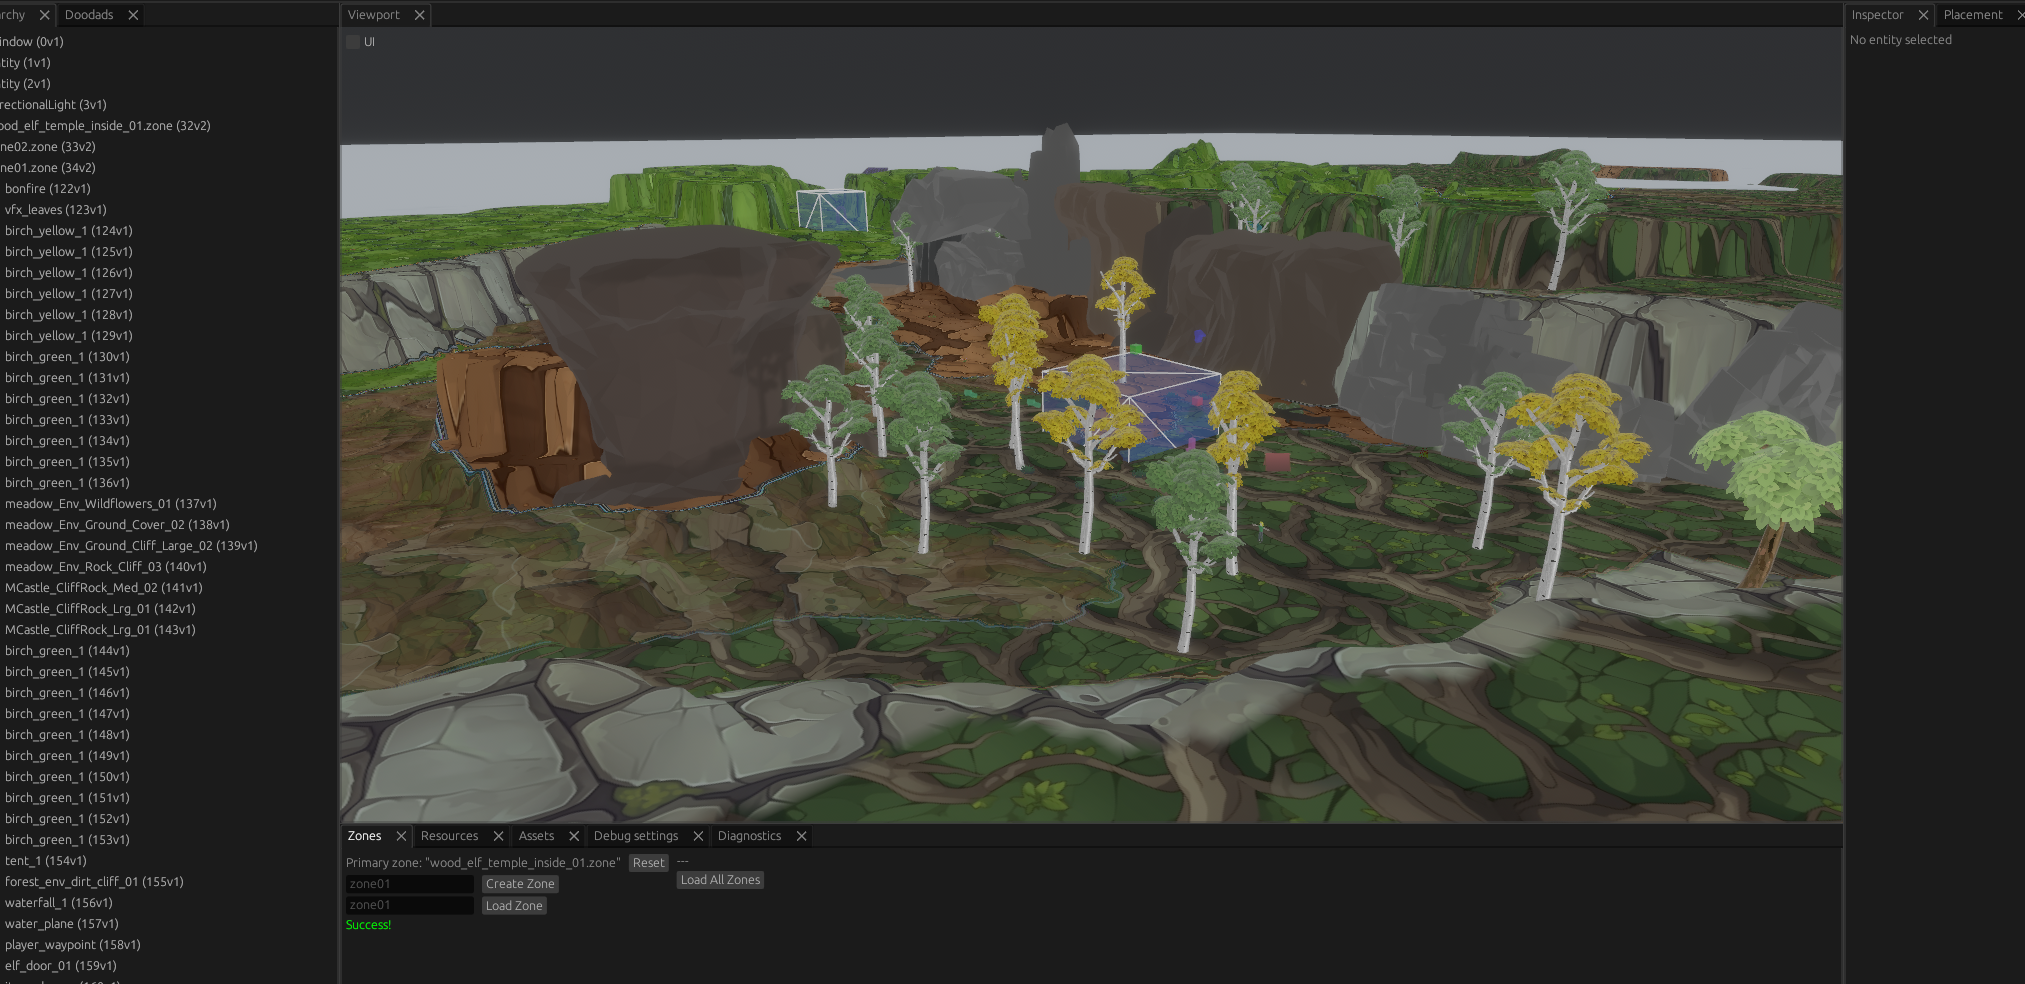 rchy Doodads
indow (0v1)
tity (1v1)
tity (2v1)
rectionalLight (3v1)
ood_elf_temple_inside_01.zone (32v2)
ne02.zone (33v2)
ne01.zone (34v2)
bonfire (122v1)
vfx_leaves (123v1)
birch_yellow_1 (124v1)
birch_yellow_1 (125v1)
birch_yellow_1 (126v1)
birch_yellow_1 (127v1)
birch_yellow_1 (128v1)
birch_yellow_1 (129v1)
birch_green_1 (130v1)
birch_green_1 (131v1)
birch_green_1 (132v1)
birch_green_1 (133v1)
birch_green_1 (134v1)
birch_green_1 (135v1)
birch_green_1 (136v1)
meadow_Env_Wildflowers_01 (137v1)
meadow_Env_Ground_Cover_02 (138v1)
meadow_Env_Ground_Cliff_Large_02 (139v1)
meadow_Env_Rock_Cliff_03 (140v1)
MCastle_CliffRock_Med_02 (141v1)
MCastle_CliffRock_Lrg_01 (142v1)
MCastle_CliffRock_Lrg_01 (143v1)
birch_green_1 (144v1)
birch_green_1 (145v1)
birch_green_1 (146v1)
birch_green_1 (147v1)
birch_green_1 (148v1)
birch_green_1 (149v1)
birch_green_1 (150v1)
birch_green_1 (151v1)
birch_green_1 (152v1)
birch_green_1 (153v1)
tent_1 (154v1)
forest_env_dirt_cliff_01 (155v1)
waterfall_1 (156v1)
water_plane (157v1)
player_waypoint (158v1)
elf_door_01 (159v1)
Viewport
UI
Zones Resources Assets Debug settings Diagnostics
Primary zone: "wood_elf_temple_inside_01.zone" Reset ---
zone01 Create Zone Load All Zones
zone01 Load Zone
Success!
Inspector Placement
No entity selected